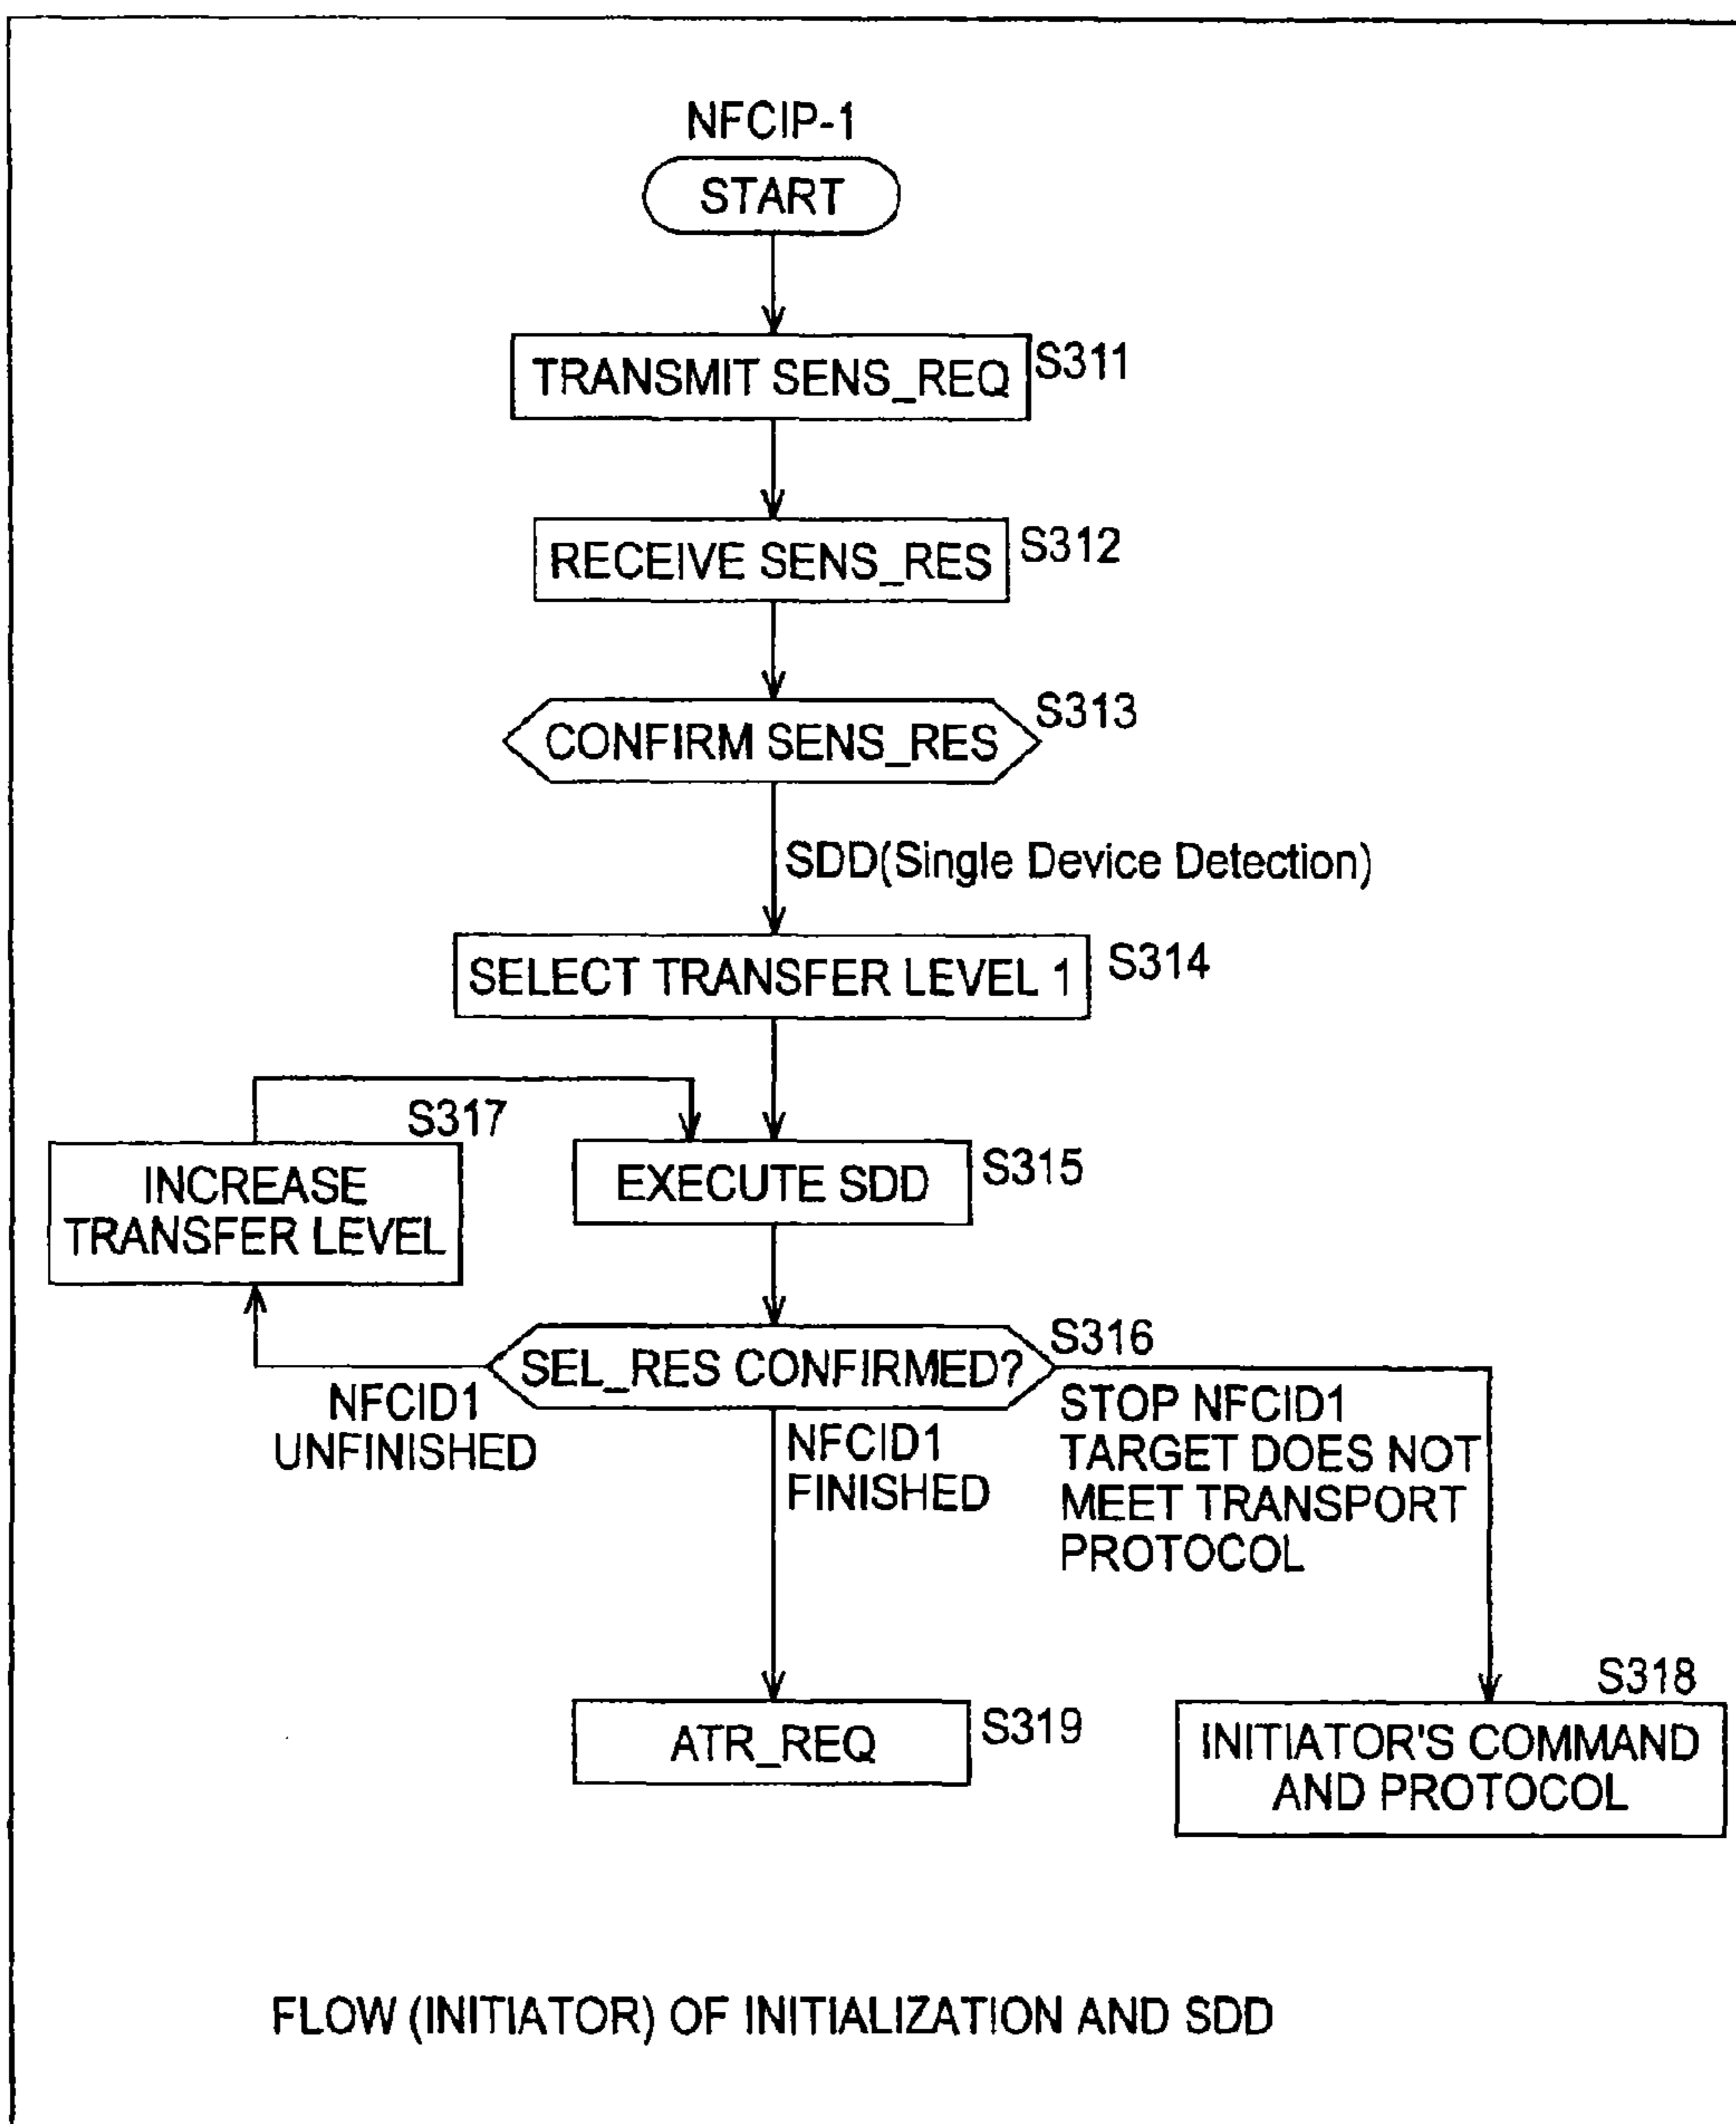 NFCIP-1
START
TRANSMIT SENS_REQ
S311
RECEIVE SENS_RES
S312
CONFIRM SENS_RES
S313
SDD(Single Device Detection)
SELECT TRANSFER LEVEL 1
S314
S317
INCREASE
TRANSFER LEVEL
EXECUTE SDD
S315
SEL_RES CONFIRMED?
S316
NFCID1
UNFINISHED
NFCID1
FINISHED
STOP NFCID1
TARGET DOES NOT
MEET TRANSPORT
PROTOCOL
ATR_REQ
S319
S318
INITIATOR'S COMMAND
AND PROTOCOL
FLOW (INITIATOR) OF INITIALIZATION AND SDD